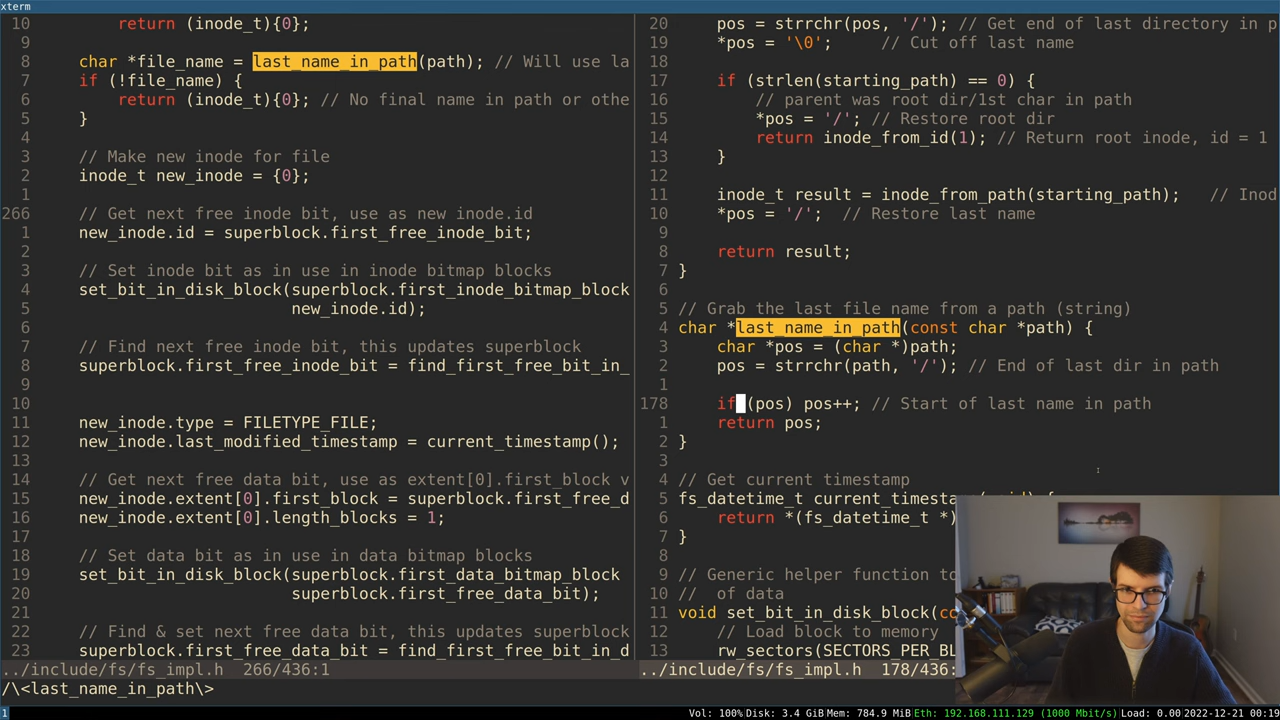 xterm
10 return (inode_t){0};
9
8 char *file_name = last_name_in_path(path); // Will use la
7 if (!file_name) {
6 return (inode_t){0}; // No final name in path or othe
5 }
4
3 // Make new inode for file
2 inode_t new_inode = {0};
1
266 // Get next free inode bit, use as new inode.id
1 new_inode.id = superblock.first_free_inode_bit;
2
3 // Set inode bit as in use in inode bitmap blocks
4 set_bit_in_disk_block(superblock.first_inode_bitmap_block
5 new_inode.id);
6
7 // Find next free inode bit, this updates superblock
8 superblock.first_free_inode_bit = find_first_free_bit_in_
9
10
11 new_inode.type = FILETYPE_FILE;
12 new_inode.last_modified_timestamp = current_timestamp();
13
14 // Get next free data bit, use as extent[0].first_block v
15 new_inode.extent[0].first_block = superblock.first_free_d
16 new_inode.extent[0].length_blocks = 1;
17
18 // Set data bit as in use in data bitmap blocks
19 set_bit_in_disk_block(superblock.first_data_bitmap_block
20 superblock.first_free_data_bit);
21
22 // Find & set next free data bit, this updates superblock
23 superblock.first_free_data_bit = find_first_free_bit_in_d
../include/fs/fs_impl.h 266/436:1
20 pos = strrchr(pos, '/'); // Get end of last directory in p
19 *pos = '\0'; // Cut off last name
18
17 if (strlen(starting_path) == 0) {
16 // parent was root dir/1st char in path
15 *pos = '/'; // Restore root dir
14 return inode_from_id(1); // Return root inode, id = 1
13 }
12
11 inode_t result = inode_from_path(starting_path); // Inod
10 *pos = '/'; // Restore last name
9
8 return result;
7 }
6
5 // Grab the last file name from a path (string)
4 char *last_name_in_path(const char *path) {
3 char *pos = (char *)path;
2 pos = strrchr(path, '/'); // End of last dir in path
1
178 if (pos) pos++; // Start of last name in path
1 return pos;
2 }
3
4 // Get current timestamp
5 fs_datetime_t current_timesta
6 return *(fs_datetime_t *)
7 }
8
9 // Generic helper function to
10 // of data
11 void set_bit_in_disk_block(
12 // Load block to memory
13 rw_sectors(SECTORS_PER_BL
../include/fs/fs_impl.h 178/436:
/\<last_name_in_path\>
1 Vol: 100% Disk: 3.4 GiB Mem: 784.9 MiB Eth: 192.168.111.129 (1000 Mbit/s) Load: 0.00 2022-12-21 00:19